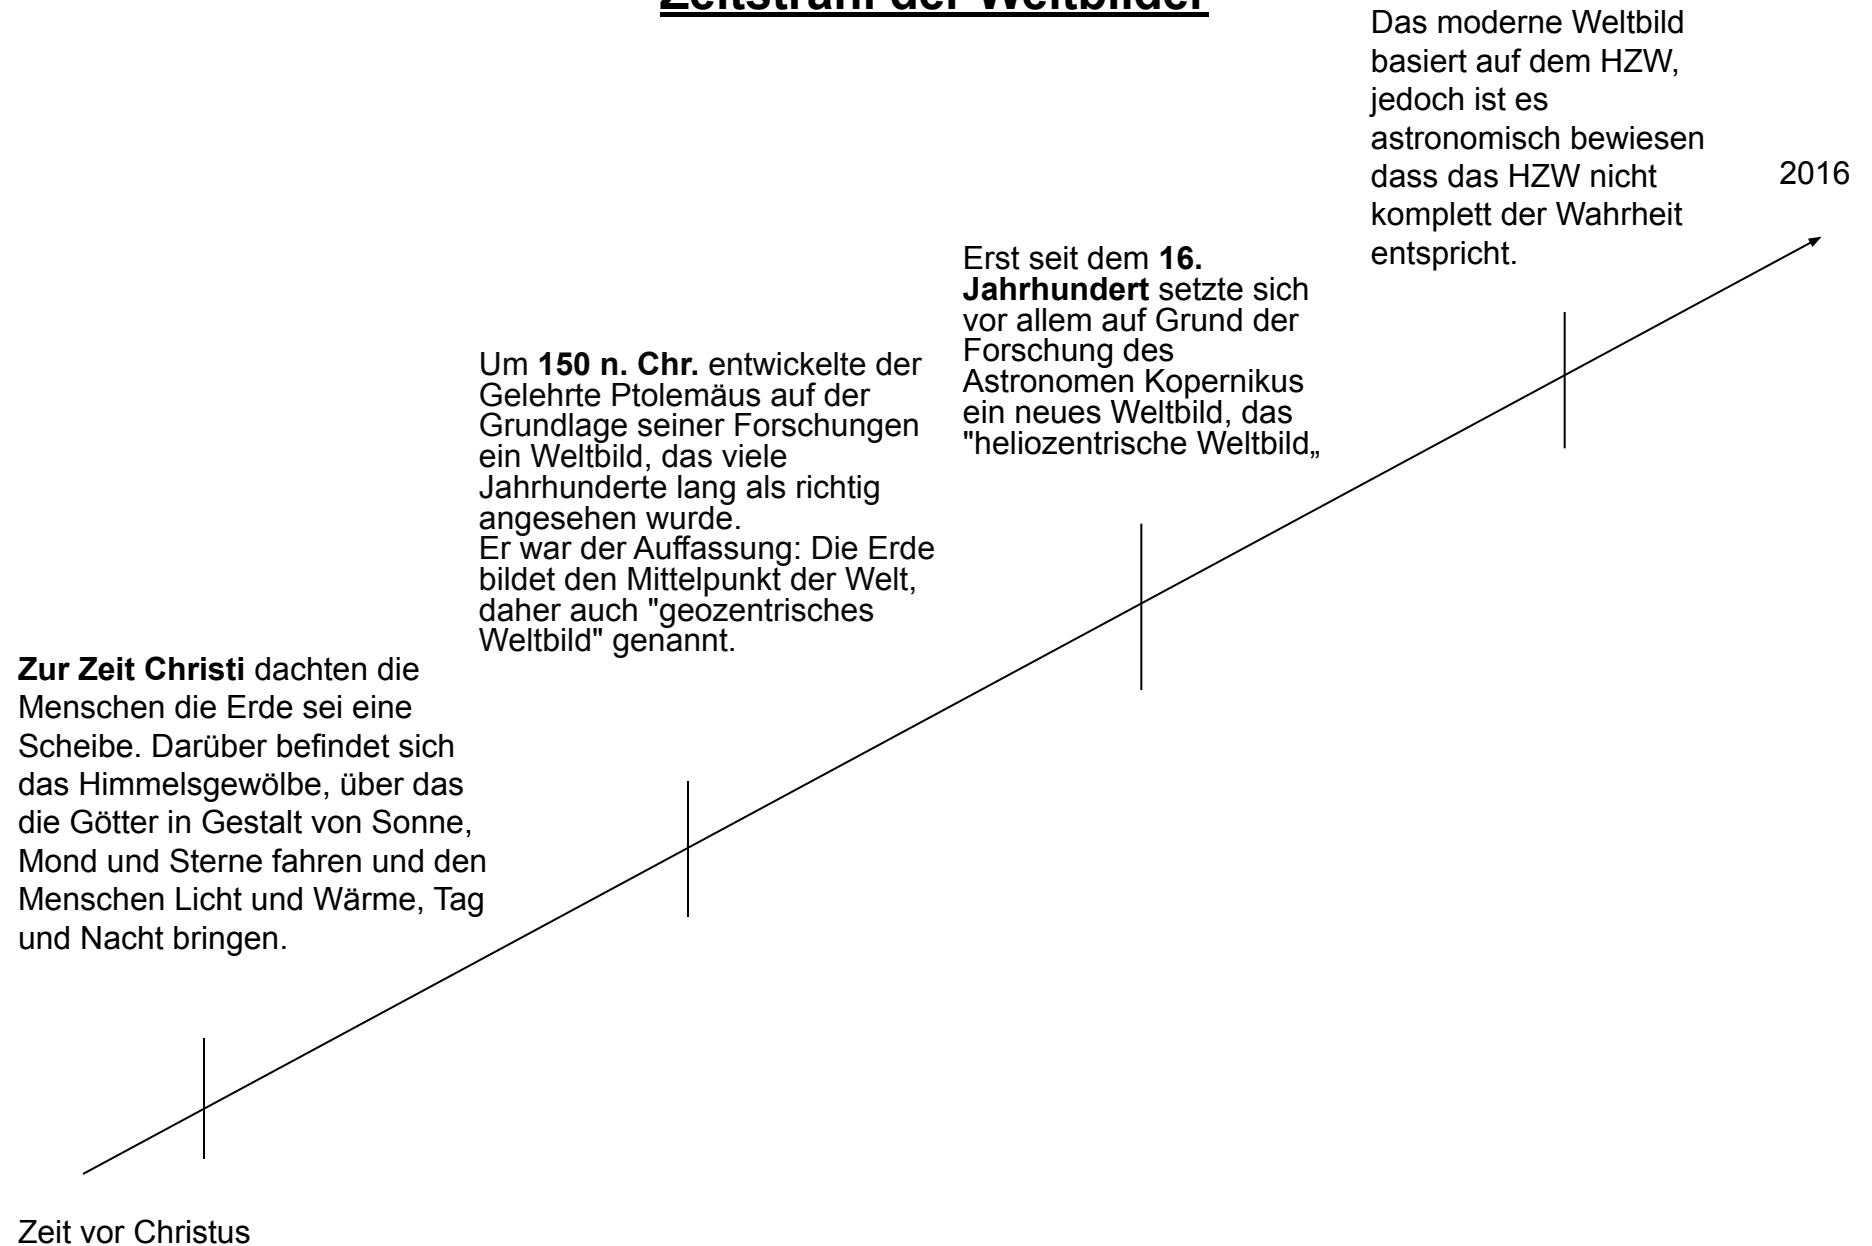 Zeitstrahl der Weltbilder
Das moderne Weltbild
basiert auf dem HZW,
jedoch ist es
astronomisch bewiesen
dass das HZW nicht
komplett der Wahrheit
entspricht.
2016
Erst seit dem 16.
Jahrhundert setzte sich
vor allem auf Grund der
Forschung des
Astronomen Kopernikus
ein neues Weltbild, das
"heliozentrische Weltbild„
Um 150 n. Chr. entwickelte der
Gelehrte Ptolemäus auf der
Grundlage seiner Forschungen
ein Weltbild, das viele
Jahrhunderte lang als richtig
angesehen wurde.
Er war der Auffassung: Die Erde
bildet den Mittelpunkt der Welt,
daher auch "geozentrisches
Weltbild" genannt.
Zur Zeit Christi dachten die
Menschen die Erde sei eine
Scheibe. Darüber befindet sich
das Himmelsgewölbe, über das
die Götter in Gestalt von Sonne,
Mond und Sterne fahren und den
Menschen Licht und Wärme, Tag
und Nacht bringen.
Zeit vor Christus